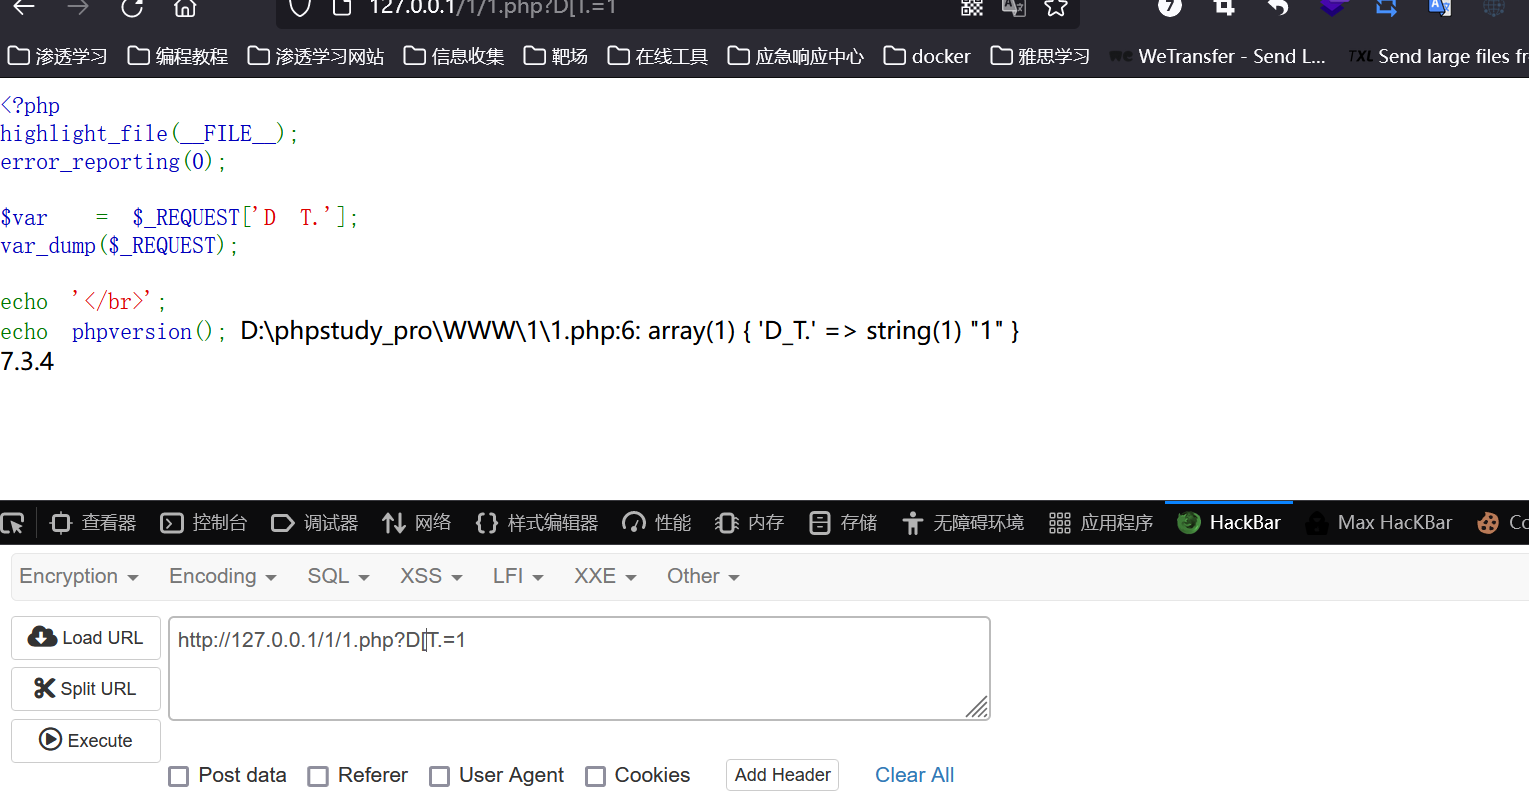 127.0.0.1/1/1.php?D[T.=1
渗透学习 编程教程 渗透学习网站 信息收集 靶场 在线工具 应急响应中心 docker 雅思学习 we WeTransfer - Send L... TXL Send large files fr
<?php
highlight_file(__FILE__);
error_reporting(0);
$var    =  $_REQUEST['D  T.'];
var_dump($_REQUEST);
echo  '</br>';
echo  phpversion(); D:\phpstudy_pro\WWW\1\1.php:6: array(1) { 'D_T.' => string(1) "1" }
7.3.4
查看器 控制台 调试器 网络 样式编辑器 性能 内存 存储 无障碍环境 应用程序 HackBar Max HacKBar Co
Encryption Encoding SQL XSS LFI XXE Other
Load URL http://127.0.0.1/1/1.php?D[T.=1
Split URL
Execute
Post data Referer User Agent Cookies Add Header Clear All